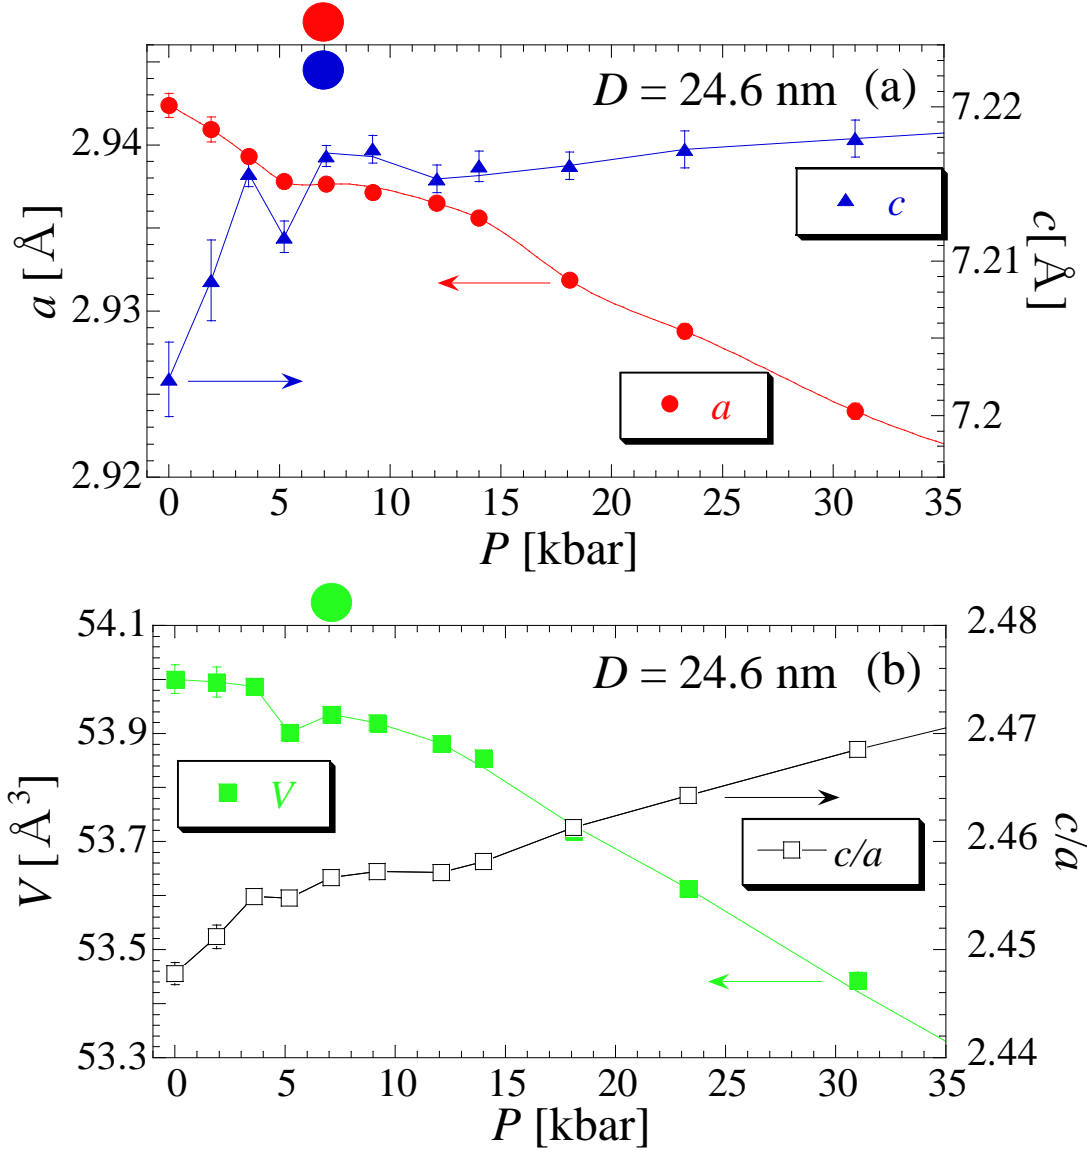 D = 24.6 nm (a)
2.94
2.93
2.92
a [Å]
7.22
7.21
7.2
c[Å]
c
a
0 5 10 15 20 25 30 35
P [kbar]
D = 24.6 nm (b)
54.1
53.9
53.7
53.5
53.3
V [Å³]
2.48
2.47
2.46
2.45
2.44
c/a
V
c/a
0 5 10 15 20 25 30 35
P [kbar]